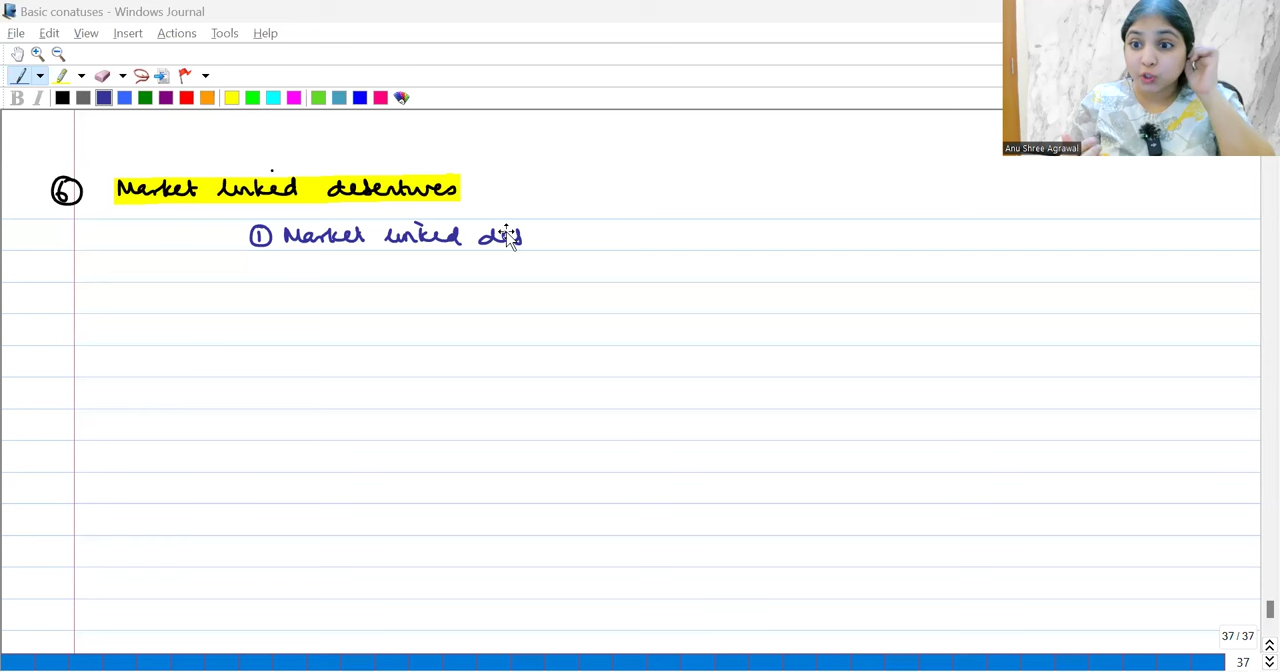 Basic conatuses - Windows Journal
File Edit View Insert Actions Tools Help
B I
Anu Shree Agrawal
6 Market linked debentures
1 Market linked
37 / 37
37